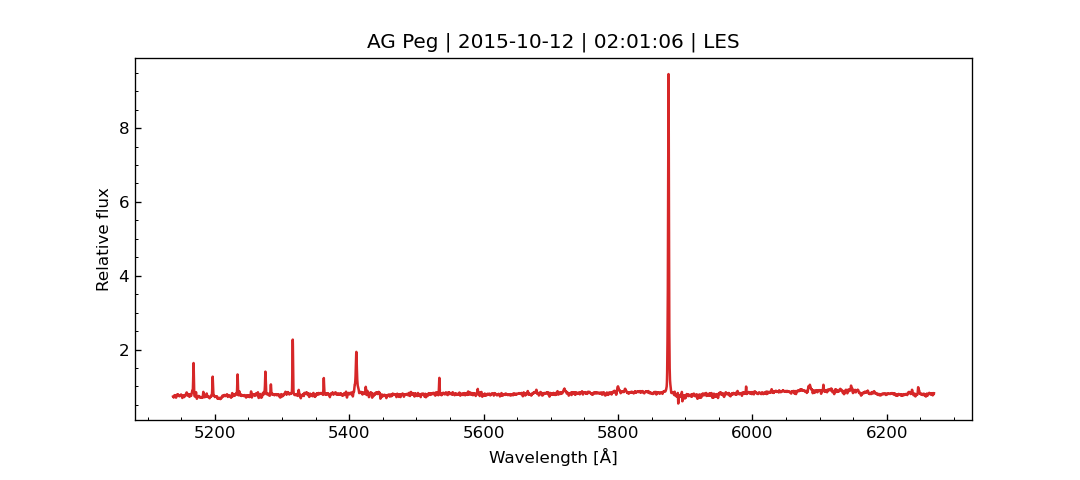 AG Peg | 2015-10-12 | 02:01:06 | LES
8
6
4
2
Relative flux
5200 5400 5600 5800 6000 6200
Wavelength [Å]